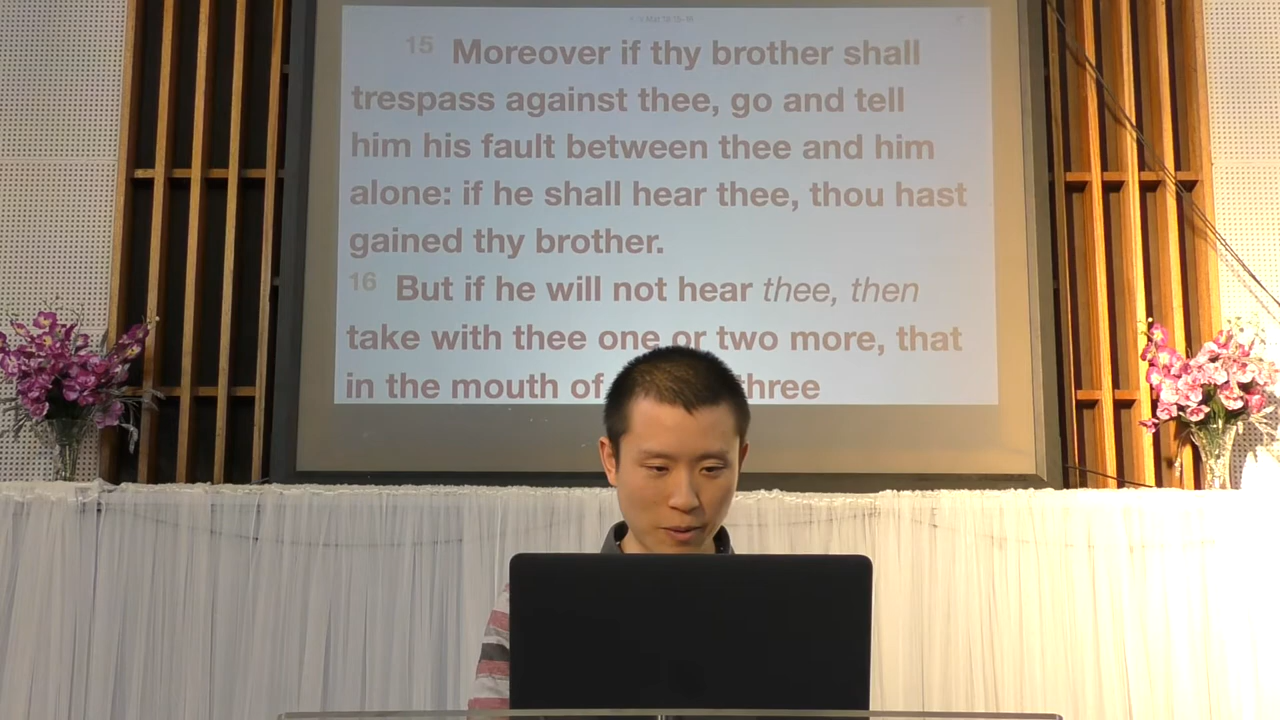 15 Moreover if thy brother shall
trespass against thee, go and tell
him his fault between thee and him
alone: if he shall hear thee, thou hast
gained thy brother.
16 But if he will not hear thee, then
take with thee one or two more, that
in the mouth of three